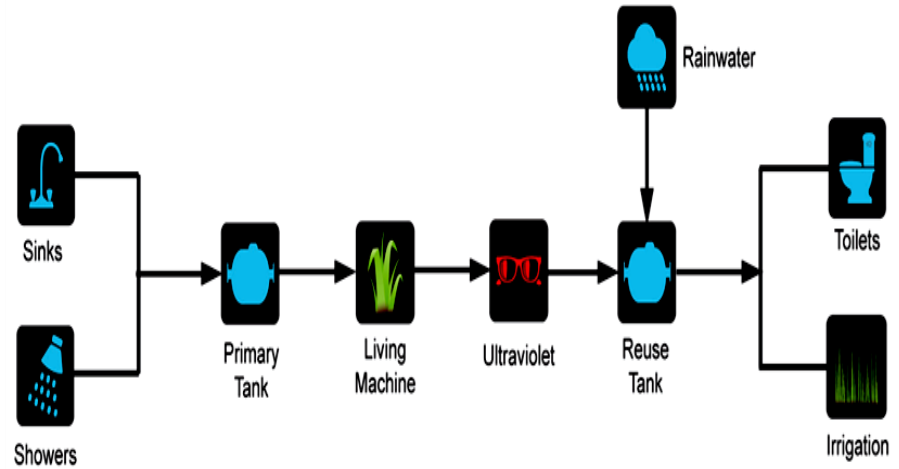 Rainwater
Sinks
Toilets
Primary
Tank
Living
Machine
Ultraviolet
Reuse
Tank
Showers
Irrigation